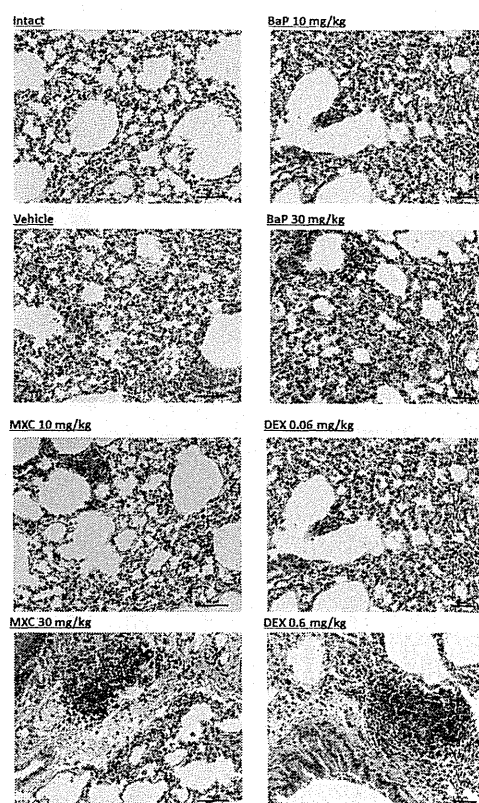 Intact
BaP 10 mg/kg
Vehicle
BaP 30 mg/kg
MXC 10 mg/kg
DEX 0.06 mg/kg
MXC 30 mg/kg
DEX 0.6 mg/kg